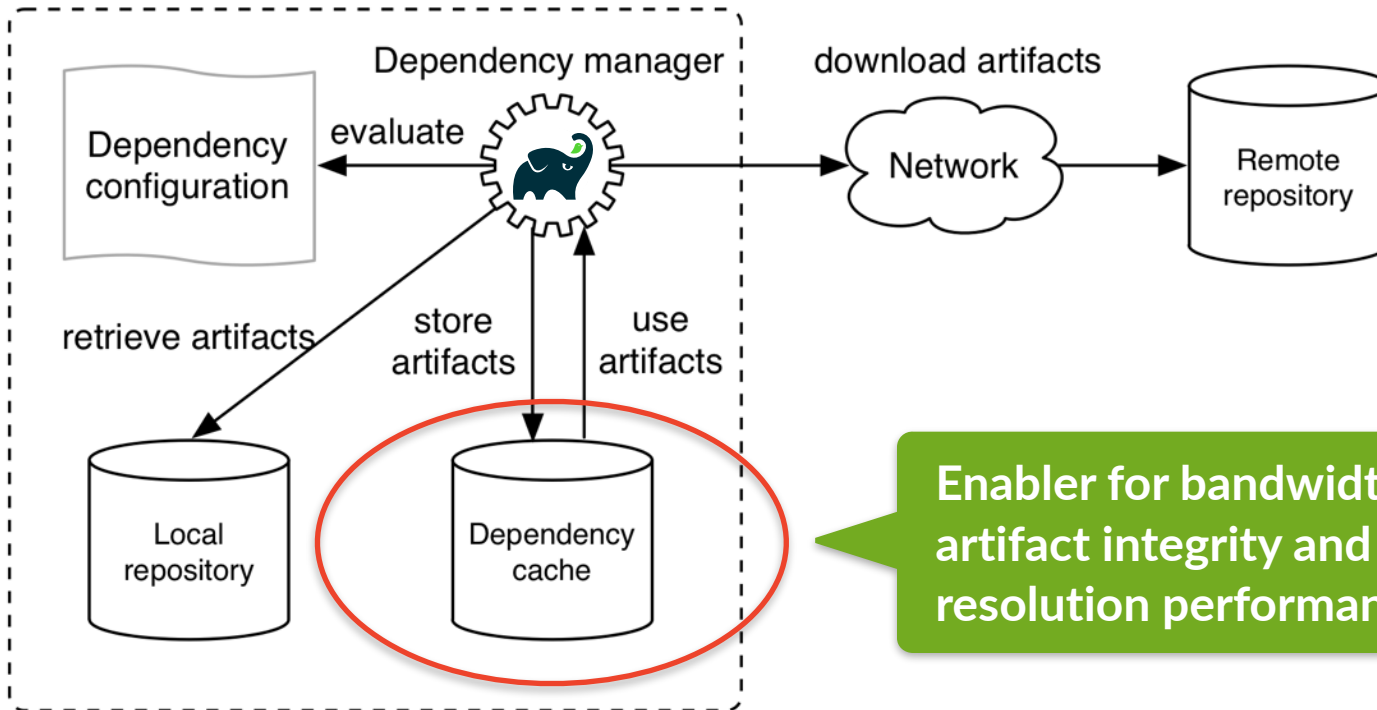 Dependency manager
download artifacts
Dependency
configuration
evaluate
Network
Remote
repository
retrieve artifacts
store
artifacts
use
artifacts
Local
repository
Dependency
cache
Enabler for bandwidt
artifact integrity and
resolution performan